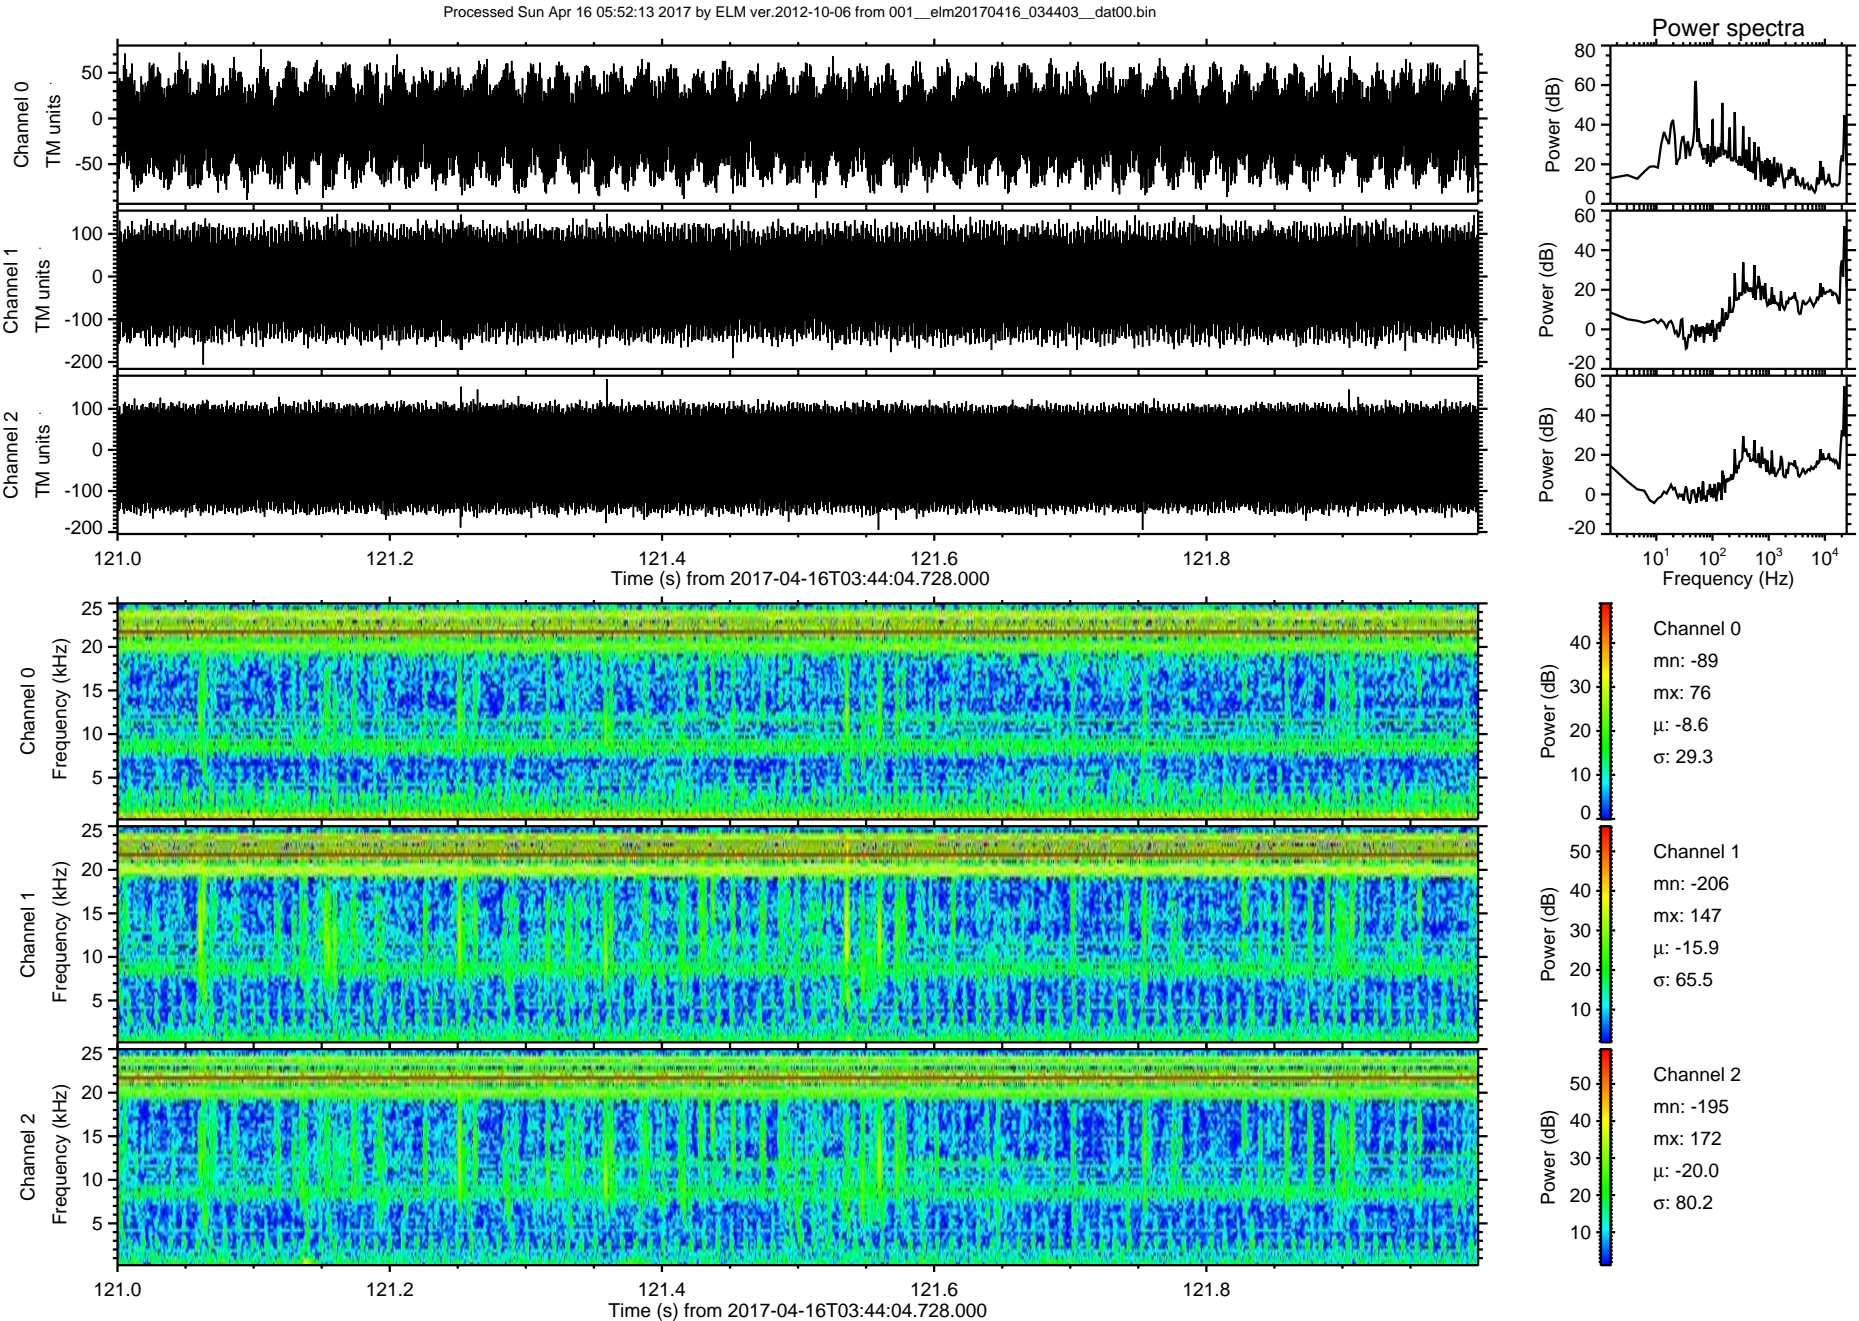 Processed Sun Apr 16 05:52:13 2017 by ELM ver.2012-10-06 from 001__elm20170416_034403__dat00.bin
Power spectra
Channel 0
TM units
50
0
-50
Power (dB)
80
60
40
20
0
Channel 1
TM units
100
0
-100
-200
Power (dB)
60
40
20
0
-20
Channel 2
TM units
100
0
-100
-200
Power (dB)
60
40
20
0
-20
121.0 121.2 121.4 121.6 121.8
Time (s) from 2017-04-16T03:44:04.728.000
10^1 10^2 10^3 10^4
Frequency (Hz)
Channel 0
Frequency (kHz)
25
20
15
10
5
Power (dB)
40
30
20
10
0
Channel 0
mn: -89
mx: 76
μ: -8.6
σ: 29.3
Channel 1
Frequency (kHz)
25
20
15
10
5
Power (dB)
50
40
30
20
10
Channel 1
mn: -206
mx: 147
μ: -15.9
σ: 65.5
Channel 2
Frequency (kHz)
25
20
15
10
5
Power (dB)
50
40
30
20
10
Channel 2
mn: -195
mx: 172
μ: -20.0
σ: 80.2
121.0 121.2 121.4 121.6 121.8
Time (s) from 2017-04-16T03:44:04.728.000